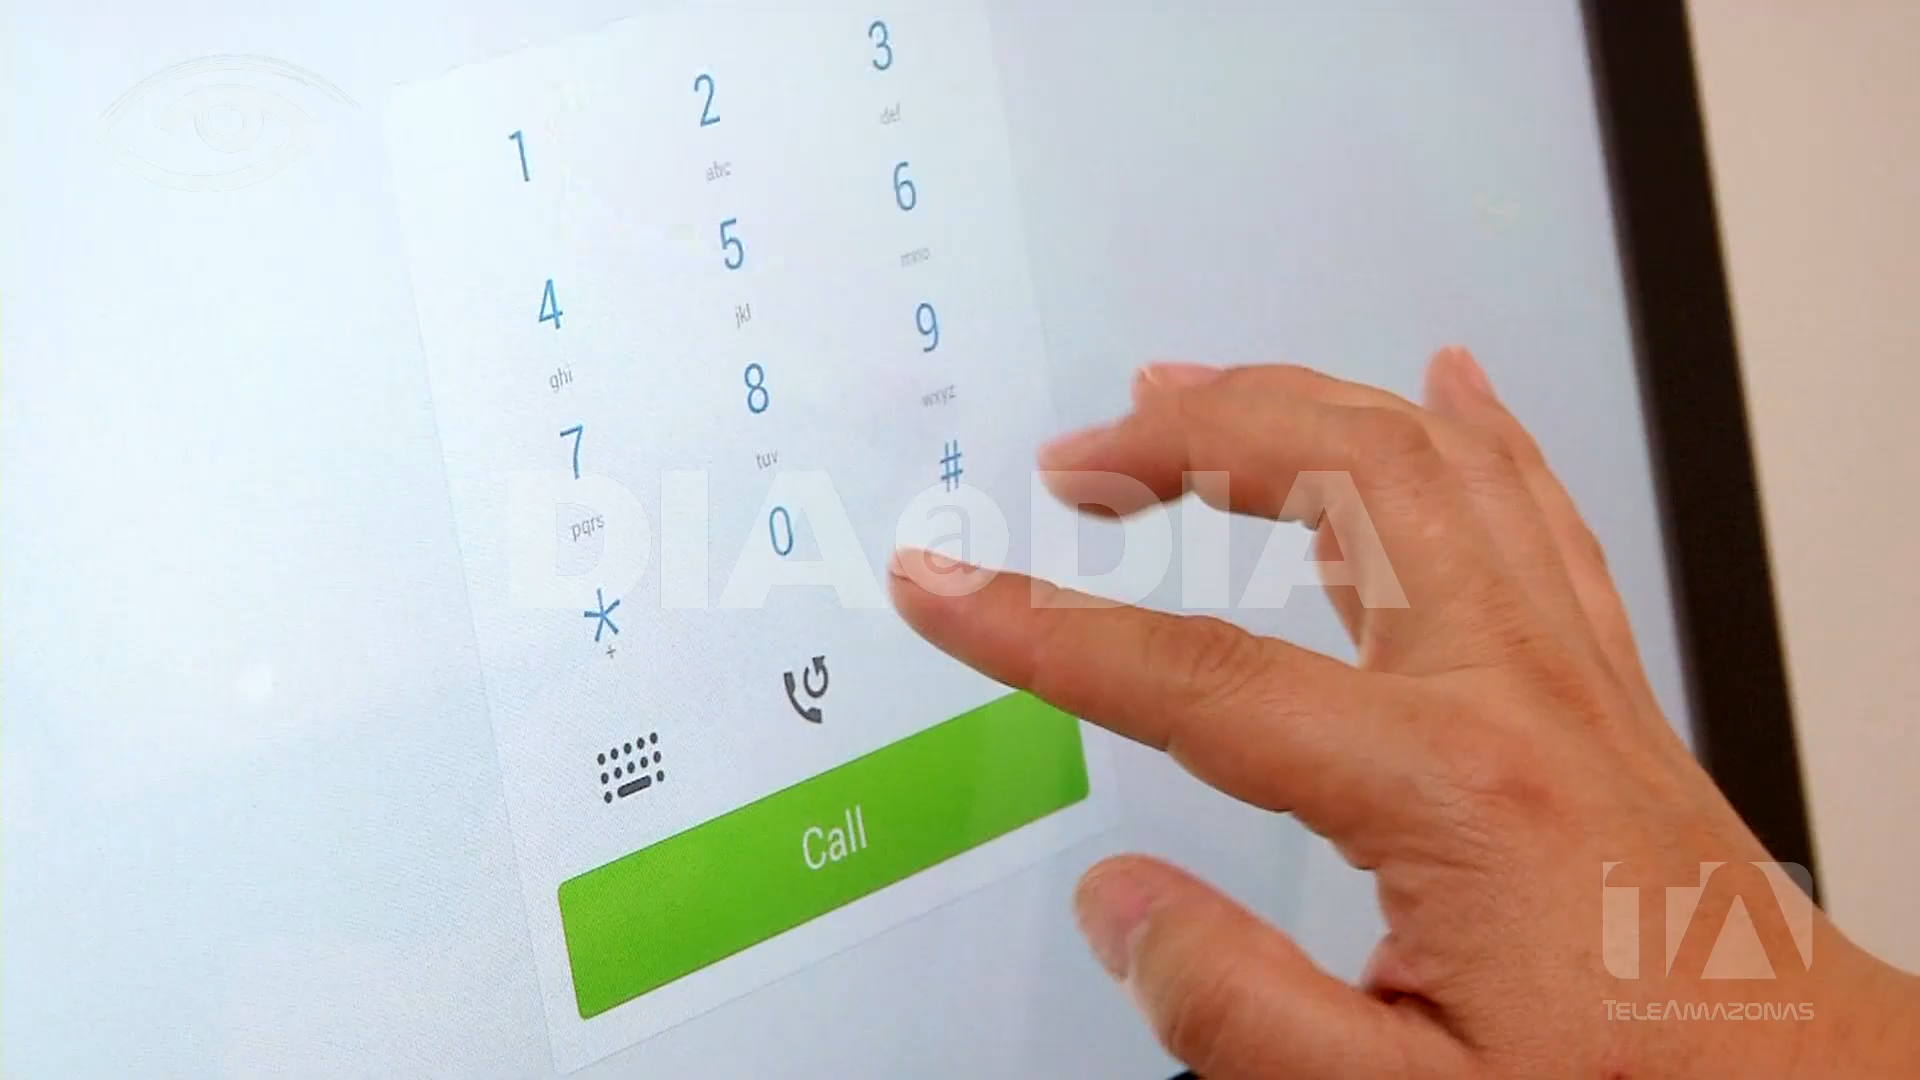 1 2 3
abc def
4 5 6
ghi jkl mno
7 8 9
pqrs tuv wxyz
* 0 #
+
Call
DIA@DIA
TA
TELEAMAZONAS